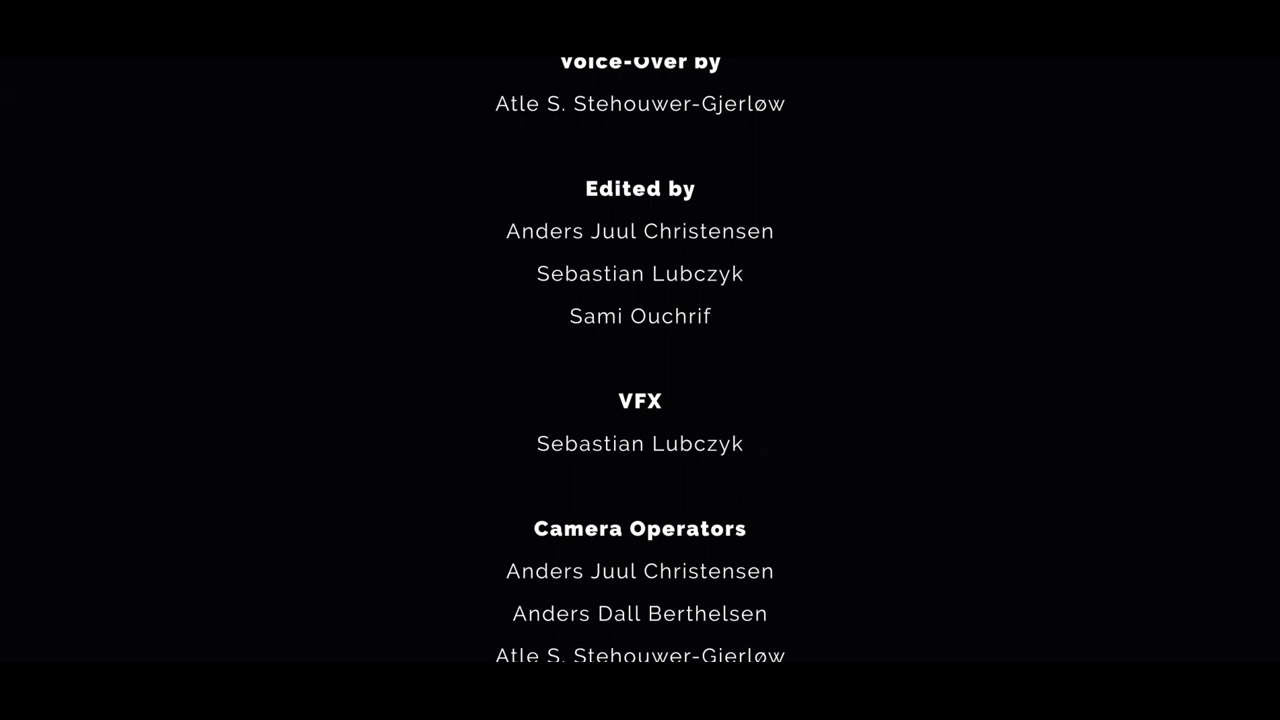 Voice-Over by
Atle S. Stehouwer-Gjerløw
Edited by
Anders Juul Christensen
Sebastian Lubczyk
Sami Ouchrif
VFX
Sebastian Lubczyk
Camera Operators
Anders Juul Christensen
Anders Dall Berthelsen
Atle S. Stehouwer-Gjerløw